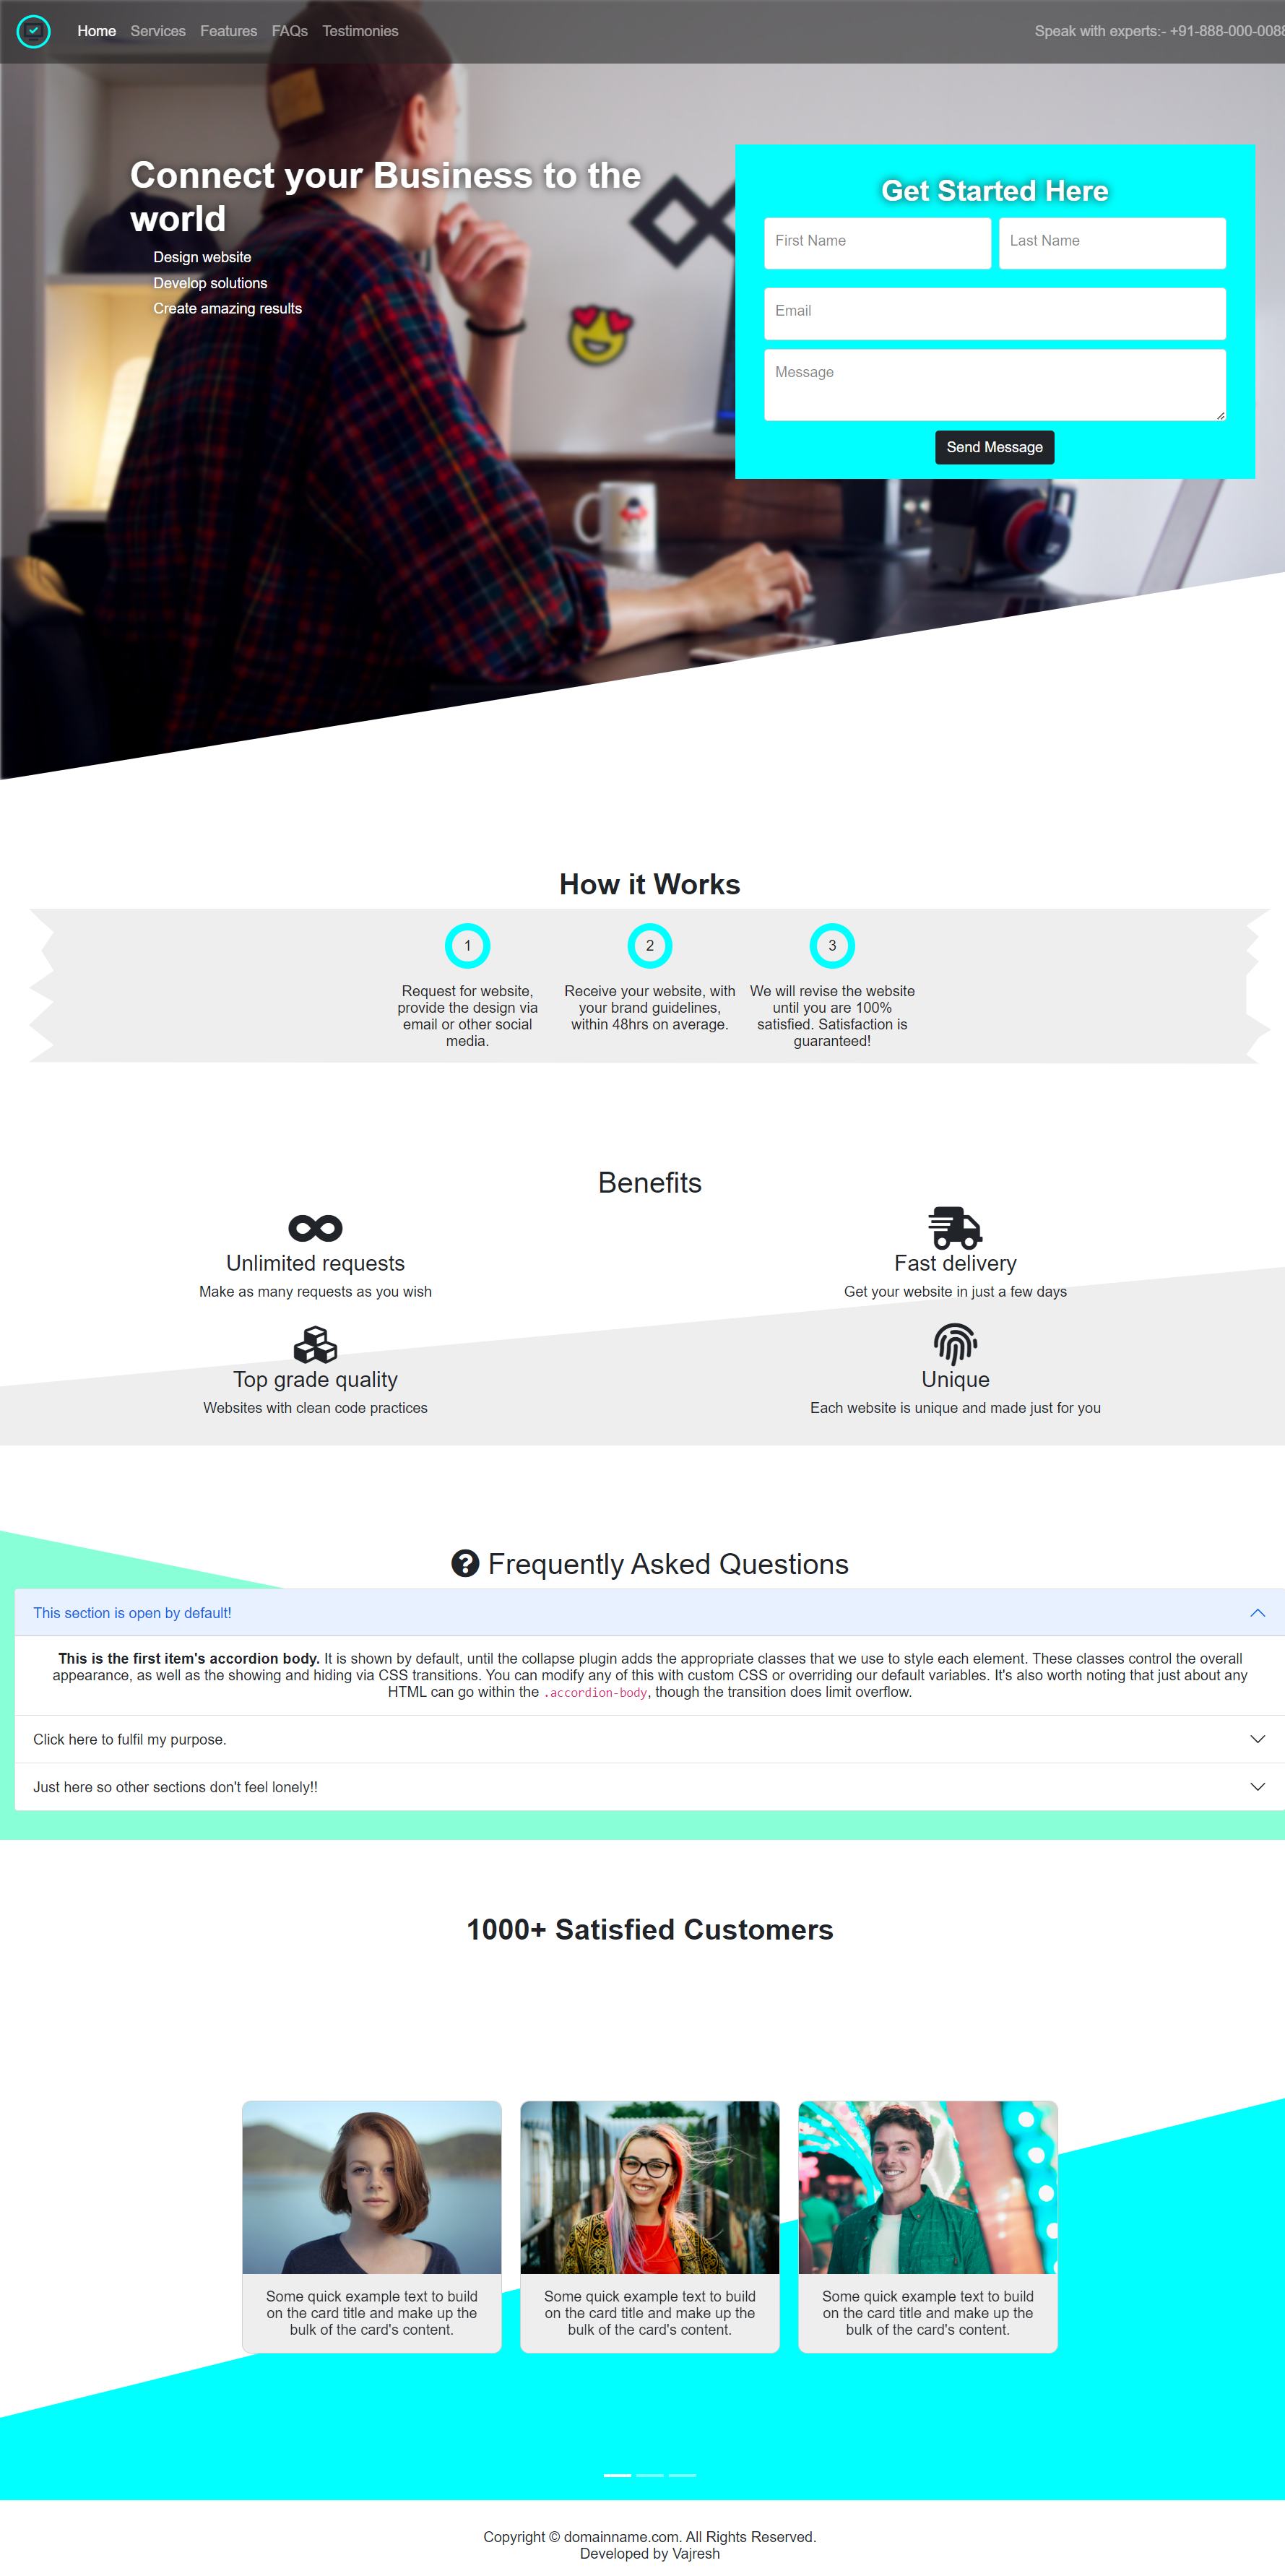 Home Services Features FAQs Testimonies Speak with experts:- +91-888-000-0088
Connect your Business to the
world
Design website
Develop solutions
Create amazing results
Get Started Here
First Name Last Name
Email
Message
Send Message
How it Works
1
Request for website,
provide the design via
email or other social
media.
2
Receive your website, with
your brand guidelines,
within 48hrs on average.
3
We will revise the website
until you are 100%
satisfied. Satisfaction is
guaranteed!
Benefits
Unlimited requests
Make as many requests as you wish
Fast delivery
Get your website in just a few days
Top grade quality
Websites with clean code practices
Unique
Each website is unique and made just for you
Frequently Asked Questions
This section is open by default!
This is the first item's accordion body. It is shown by default, until the collapse plugin adds the appropriate classes that we use to style each element. These classes control the overall
appearance, as well as the showing and hiding via CSS transitions. You can modify any of this with custom CSS or overriding our default variables. It's also worth noting that just about any
HTML can go within the .accordion-body, though the transition does limit overflow.
Click here to fulfil my purpose.
Just here so other sections don't feel lonely!!
1000+ Satisfied Customers
Some quick example text to build
on the card title and make up the
bulk of the card's content.
Some quick example text to build
on the card title and make up the
bulk of the card's content.
Some quick example text to build
on the card title and make up the
bulk of the card's content.
Copyright © domainname.com. All Rights Reserved.
Developed by Vajresh